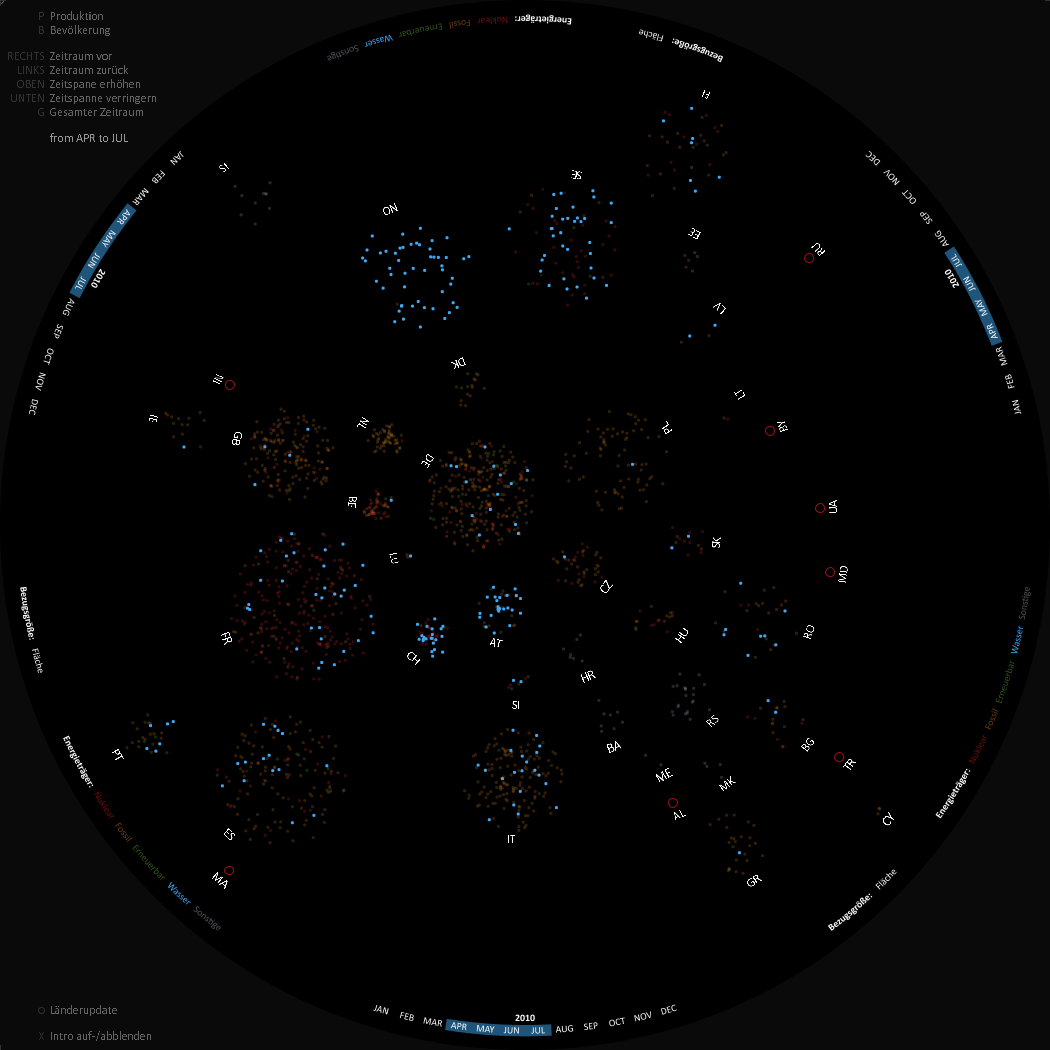 P Produktion
B Bevölkerung
RECHTS Zeitraum vor
LINKS Zeitraum zurück
OBEN Zeitspane erhöhen
UNTEN Zeitspanne verringern
G Gesamter Zeitraum
from APR to JUL
Energieträger: Nuklear Fossil Erneuerbar Wasser Sonstige
Bezugsgröße: Fläche
JAN FEB MAR APR MAY JUN JUL AUG SEP OCT NOV DEC
2010
JAN FEB MAR APR MAY JUN JUL AUG SEP OCT NOV DEC
2010
FI
IS
SE
NO
EE
RU
LV
DK
!!!
LT
IE
GB
NL
PL
BY
DE
BE
UA
SK
LU
MD
CZ
FR
AT
CH
HU
RO
HR
SI
RS
BA
BG
PT
ME
MK
TR
AL
CY
ES
IT
MA
GR
Bezugsgröße: Fläche
Energieträger: Nuklear Fossil Erneuerbar Wasser Sonstige
Energieträger: Nuklear Fossil Erneuerbar Wasser Sonstige
Bezugsgröße: Fläche
2010
JAN FEB MAR APR MAY JUN JUL AUG SEP OCT NOV DEC
O Länderupdate
X Intro auf-/abblenden